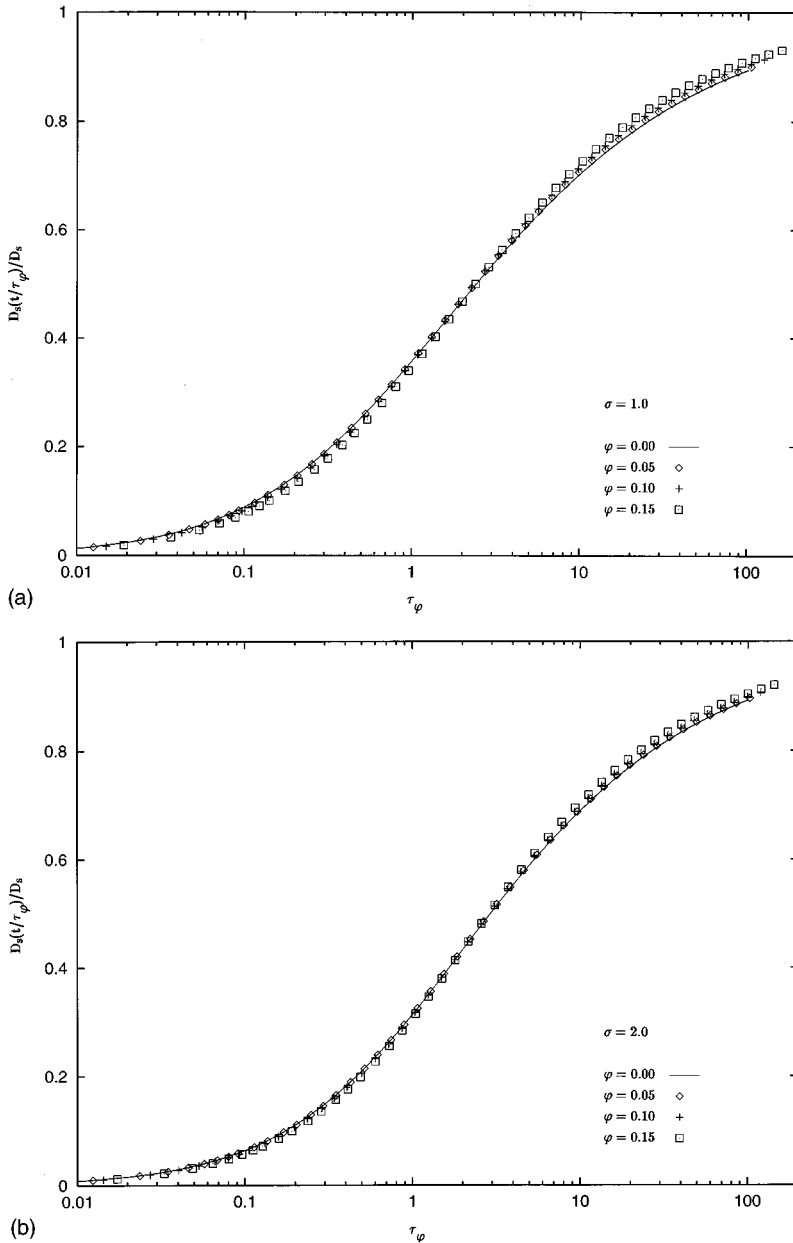 1
0.8
0.6
0.4
0.2
0
D_s(t/τ_φ)/D_s
σ = 1.0
φ = 0.00
φ = 0.05
φ = 0.10
φ = 0.15
0.01 0.1 1 10 100
τ_φ
(a)
1
0.8
0.6
0.4
0.2
0
D_s(t/τ_φ)/D_s
σ = 2.0
φ = 0.00
φ = 0.05
φ = 0.10
φ = 0.15
0.01 0.1 1 10 100
τ_φ
(b)